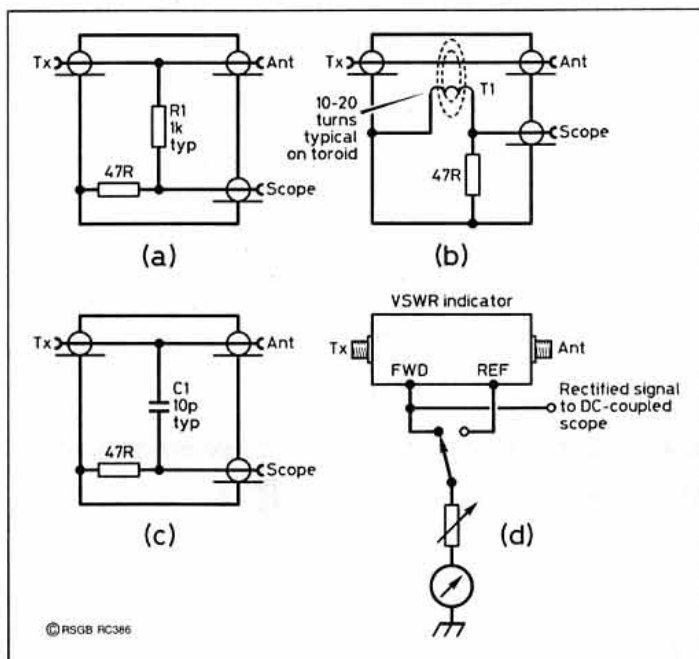 Tx
Ant
R1
1k
typ
47R
Scope
(a)
Tx
Ant
T1
10-20
turns
typical
on toroid
Scope
47R
(b)
Tx
Ant
C1
10p
typ
47R
Scope
(c)
VSWR indicator
Tx
Ant
FWD
REF
Rectified signal
to DC-coupled
scope
(d)
© RSGB RC386